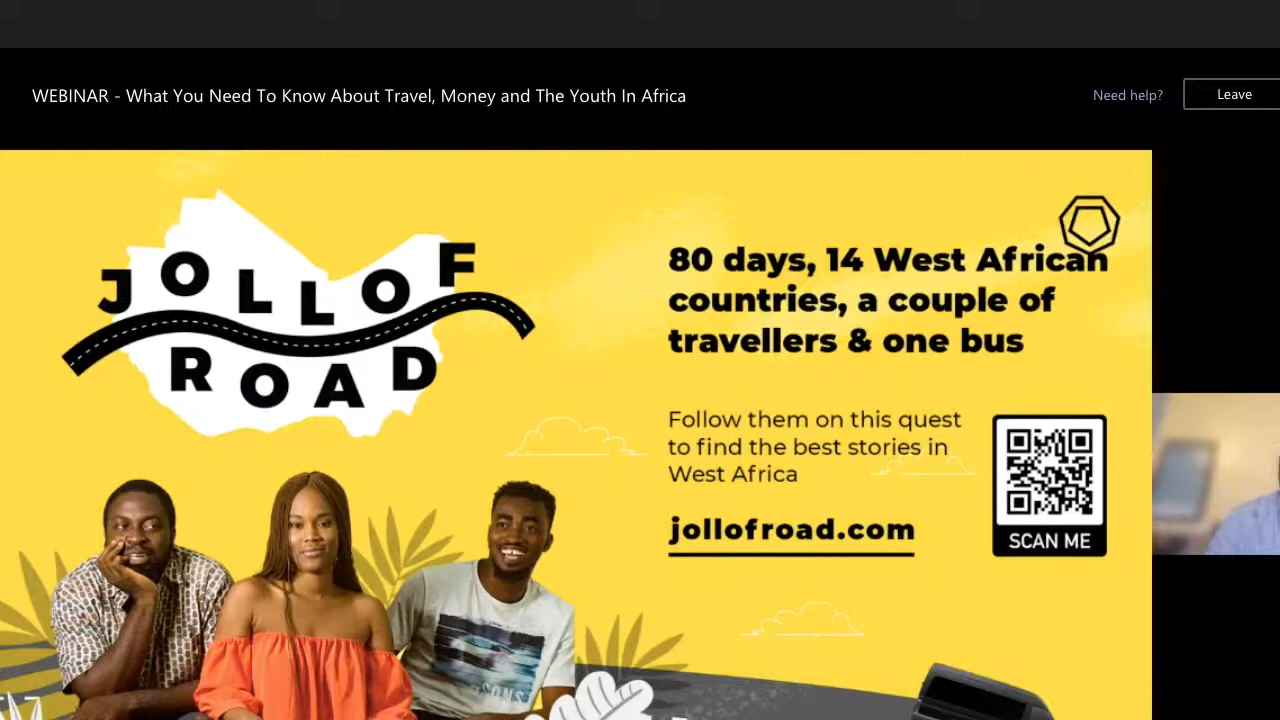 WEBINAR - What You Need To Know About Travel, Money and The Youth In Africa
Need help?
Leave
JOLLOF
ROAD
80 days, 14 West African
countries, a couple of
travellers & one bus
Follow them on this quest
to find the best stories in
West Africa
jollofroad.com
SCAN ME
SONS